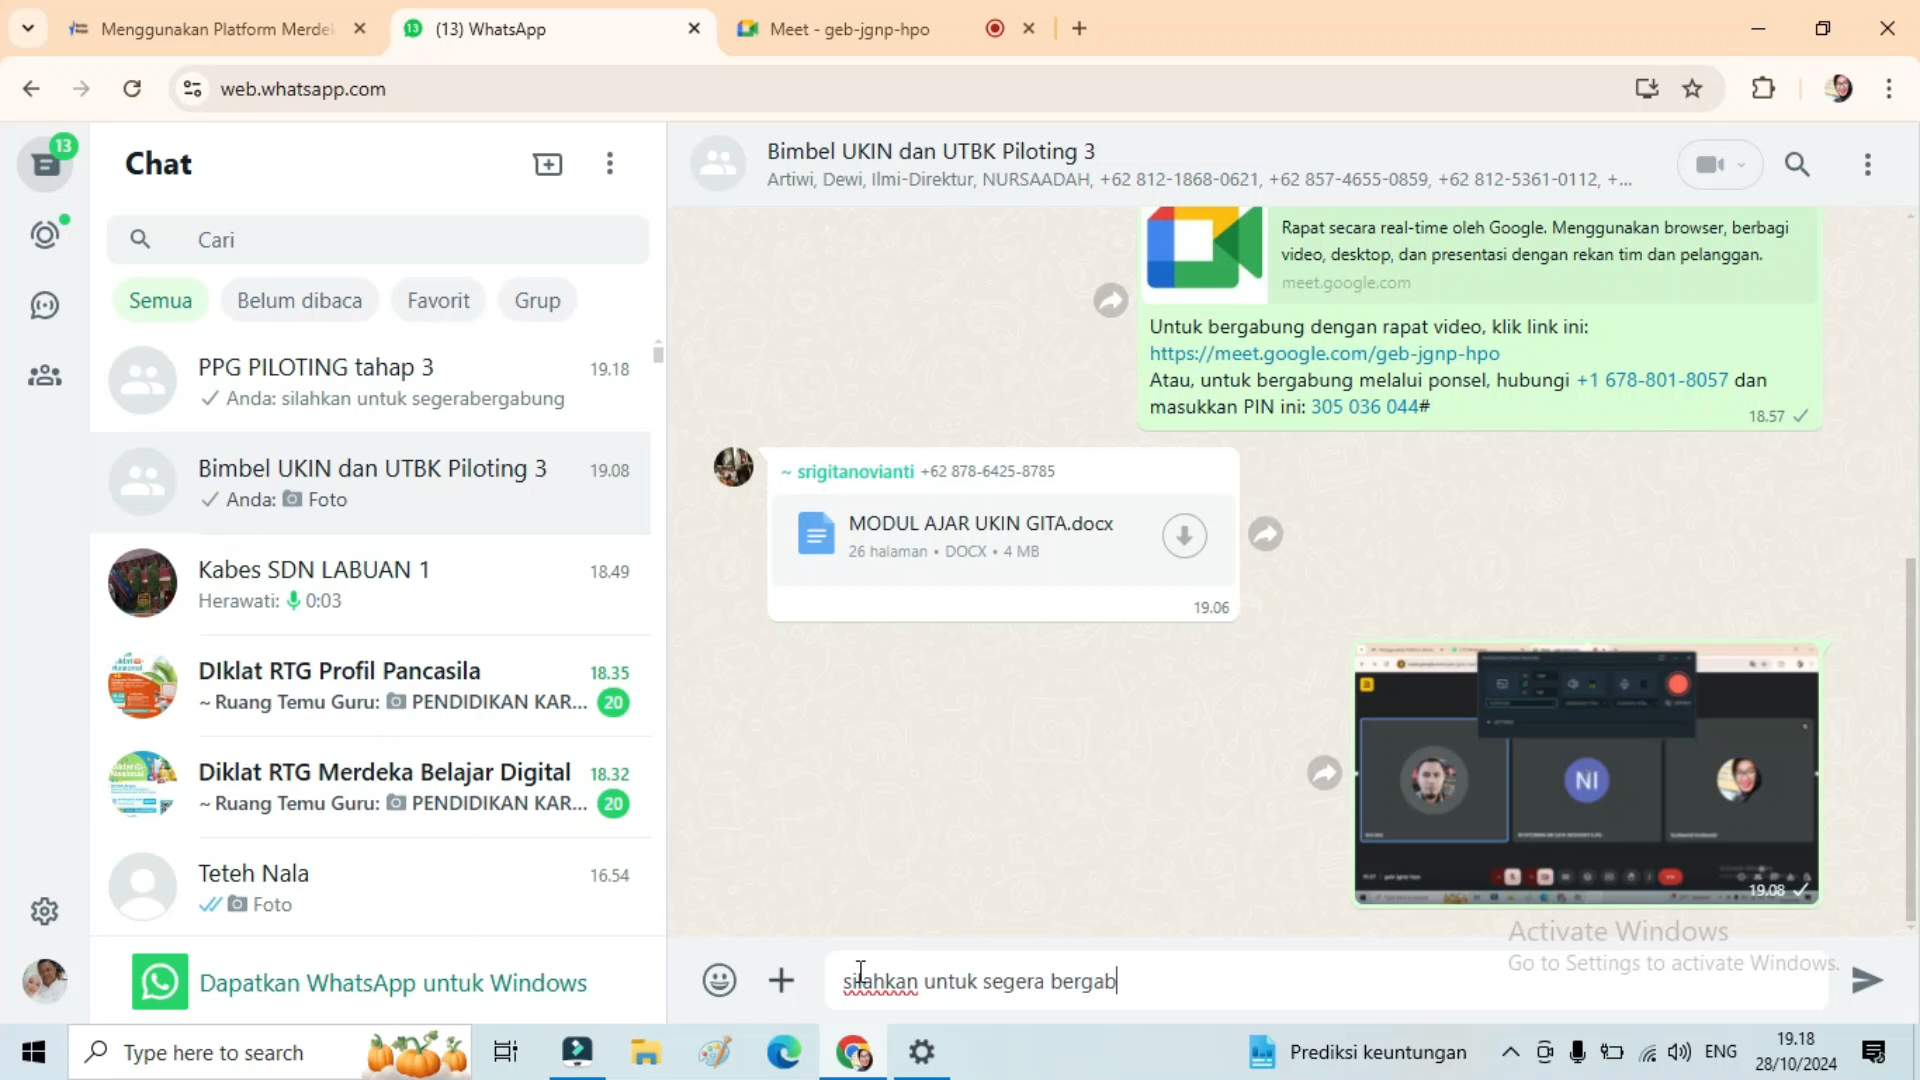 Menggunakan Platform Merde
(13) WhatsApp
Meet - geb-jgnp-hpo
web.whatsapp.com
13
Chat
Cari
Semua
Belum dibaca
Favorit
Grup
PPG PILOTING tahap 3
19.18
Anda: silahkan untuk segerabergabung
Bimbel UKIN dan UTBK Piloting 3
19.08
Anda: Foto
Kabes SDN LABUAN 1
18.49
Herawati: 0:03
DIklat RTG Profil Pancasila
18.35
~ Ruang Temu Guru: PENDIDIKAN KAR...
20
Diklat RTG Merdeka Belajar Digital
18.32
~ Ruang Temu Guru: PENDIDIKAN KAR...
20
Teteh Nala
16.54
Foto
Dapatkan WhatsApp untuk Windows
Bimbel UKIN dan UTBK Piloting 3
Artiwi, Dewi, Ilmi-Direktur, NURSAADAH, +62 812-1868-0621, +62 857-4655-0859, +62 812-5361-0112, +...
Rapat secara real-time oleh Google. Menggunakan browser, berbagi
video, desktop, dan presentasi dengan rekan tim dan pelanggan.
meet.google.com
Untuk bergabung dengan rapat video, klik link ini:
https://meet.google.com/geb-jgnp-hpo
Atau, untuk bergabung melalui ponsel, hubungi +1 678-801-8057 dan
masukkan PIN ini: 305 036 044#
18.57
~ srigitanovianti +62 878-6425-8785
MODUL AJAR UKIN GITA.docx
26 halaman • DOCX • 4 MB
19.06
NI
19.08
Activate Windows
Go to Settings to activate Windows.
silahkan untuk segera bergab
Type here to search
Prediksi keuntungan
ENG
19.18
28/10/2024